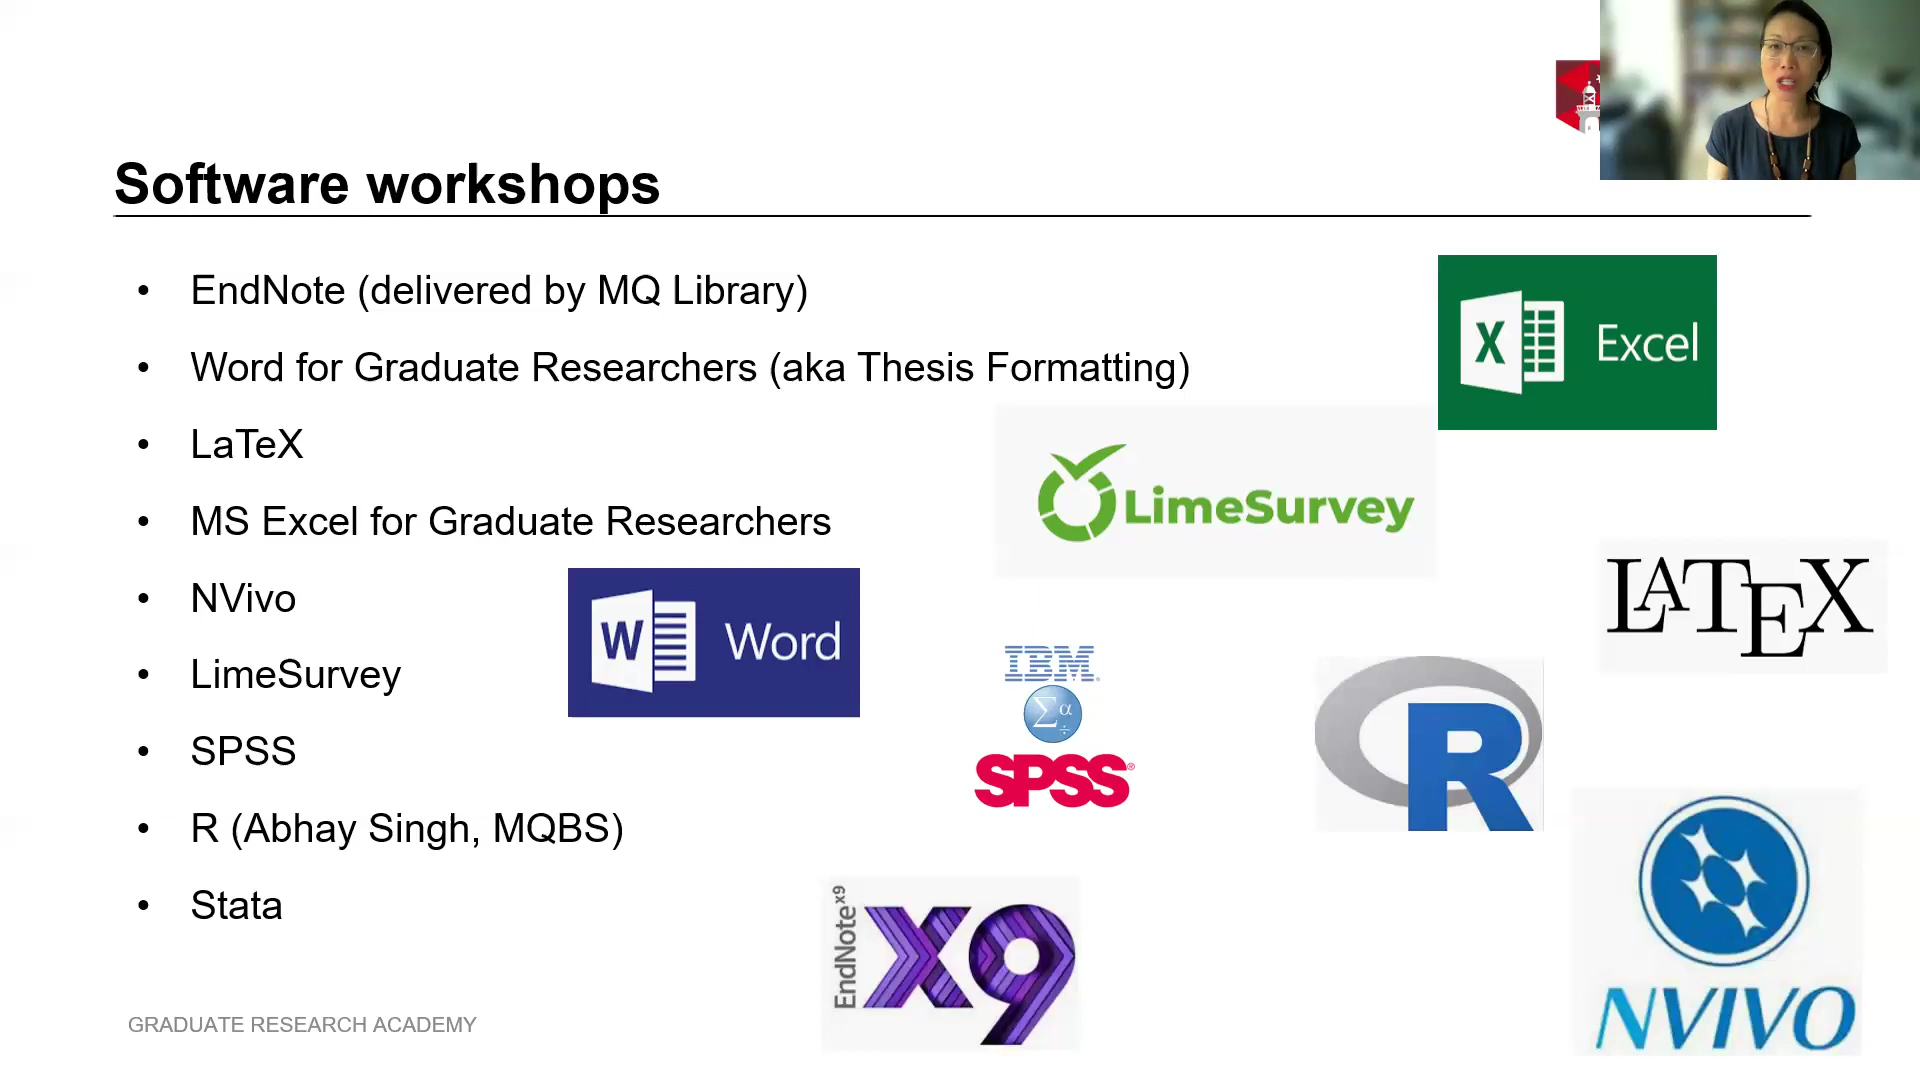 Software workshops
• EndNote (delivered by MQ Library)
• Word for Graduate Researchers (aka Thesis Formatting)
• LaTeX
• MS Excel for Graduate Researchers
• NVivo
• LimeSurvey
• SPSS
• R (Abhay Singh, MQBS)
• Stata
X Excel
LimeSurvey
W Word
LATEX
IBM
Σα
SPSS®
R
EndNote x9
X9
NVIVO
GRADUATE RESEARCH ACADEMY